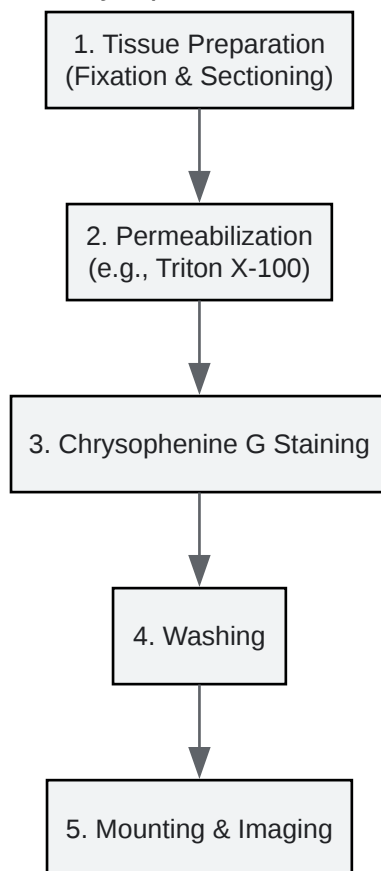 1. Tissue Preparation
(Fixation & Sectioning)
2. Permeabilization
(e.g., Triton X-100)
3. Chrysophenine G Staining
4. Washing
5. Mounting & Imaging